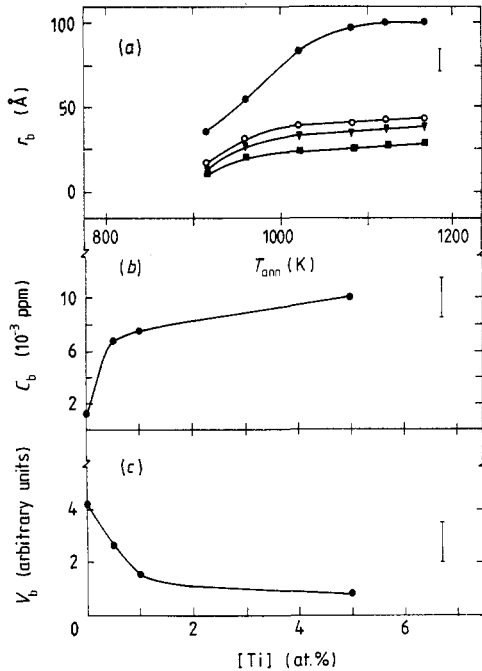 (a)
r_b (Å)
100
50
0
800
1000
1200
T_ann (K)
(b)
C_b (10^-3 ppm)
10
6
2
(c)
V_b (arbitrary units)
4
2
0
2
4
6
[Ti] (at.%)